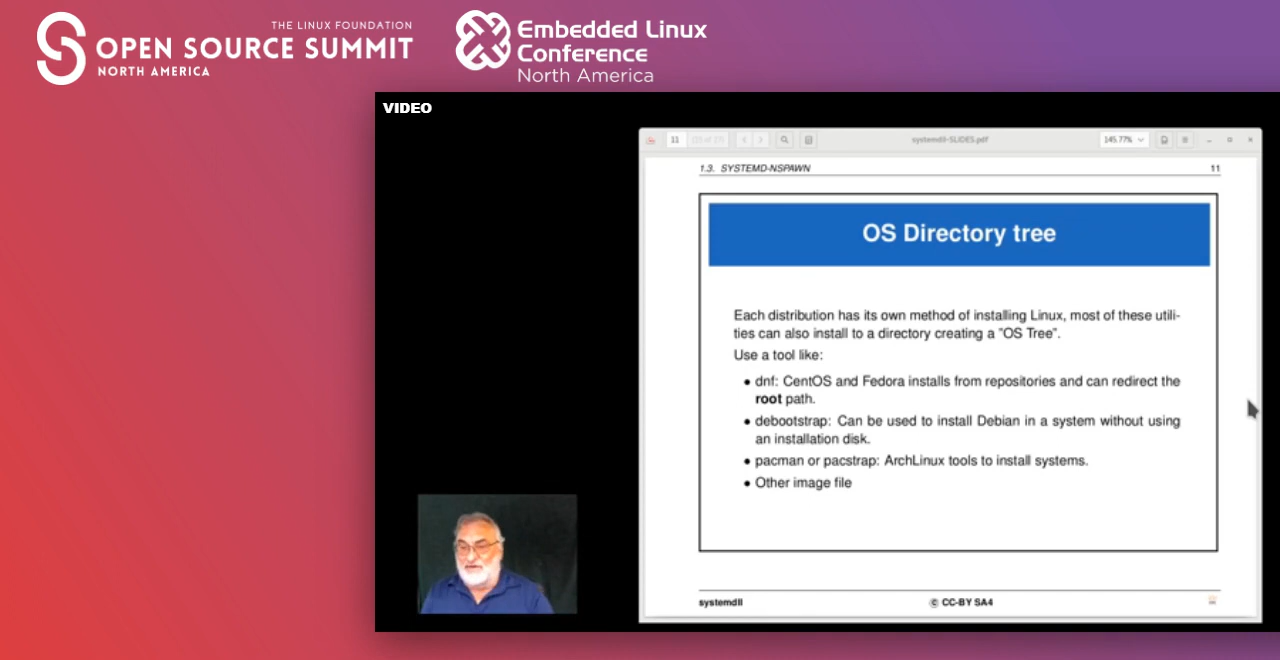 THE LINUX FOUNDATION
OPEN SOURCE SUMMIT
NORTH AMERICA
Embedded Linux
Conference
North America
VIDEO
11
systemdII-SLIDES.pdf
145.77%
1.3. SYSTEMD-NSPAWN 11
OS Directory tree
Each distribution has its own method of installing Linux, most of these utili-
ties can also install to a directory creating a "OS Tree".
Use a tool like:
• dnf: CentOS and Fedora installs from repositories and can redirect the
root path.
• debootstrap: Can be used to install Debian in a system without using
an installation disk.
• pacman or pacstrap: ArchLinux tools to install systems.
• Other image file
systemdII © CC-BY SA4